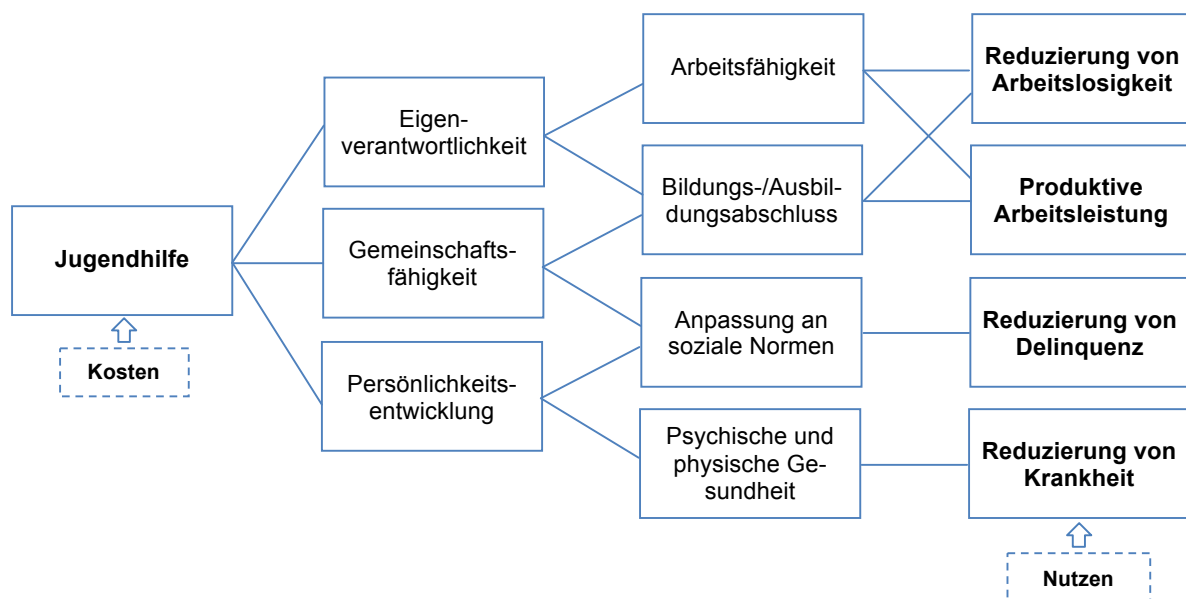 Jugendhilfe
Kosten
Eigen-
verantwortlichkeit
Gemeinschafts-
fähigkeit
Persönlichkeits-
entwicklung
Arbeitsfähigkeit
Bildungs-/Ausbil-
dungsabschluss
Anpassung an
soziale Normen
Psychische und
physische Ge-
sundheit
Reduzierung von
Arbeitslosigkeit
Produktive
Arbeitsleistung
Reduzierung von
Delinquenz
Reduzierung von
Krankheit
Nutzen